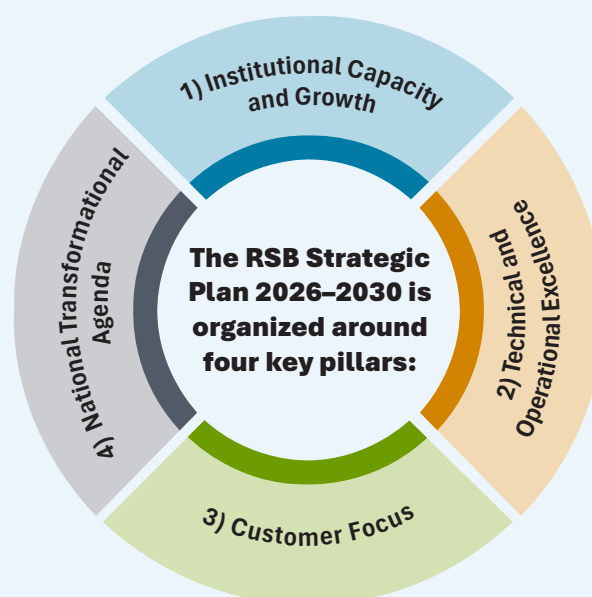 The RSB Strategic
Plan 2026–2030 is
organized around
four key pillars:
1) Institutional Capacity
and Growth
2) Technical and
Operational Excellence
3) Customer Focus
4) National Transformational
Agenda